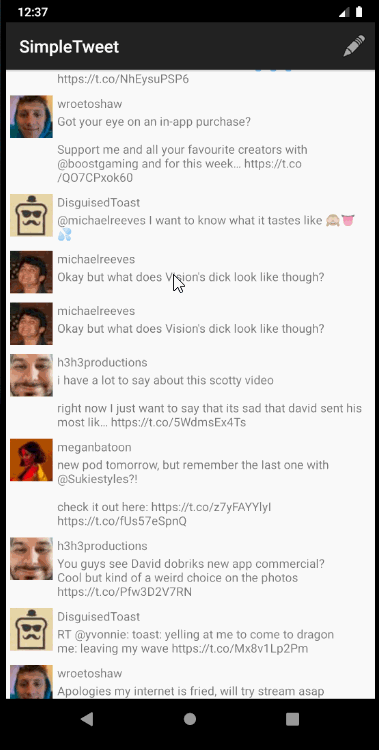 12:37
SimpleTweet
https://t.co/NhEysuPSP6
wroetoshaw
Got your eye on an in-app purchase?
Support me and all your favourite creators with
@boostgaming and for this week… https://t.co
/QO7CPxok60
DisguisedToast
@michaelreeves I want to know what it tastes like 🙈👅
💦
michaelreeves
Okay but what does Vision's dick look like though?
michaelreeves
Okay but what does Vision's dick look like though?
h3h3productions
i have a lot to say about this scotty video
right now I just want to say that its sad that david sent his
most lik… https://t.co/5WdmsEx4Ts
meganbatoon
new pod tomorrow, but remember the last one with
@Sukiestyles?!
check it out here: https://t.co/z7yFAYYlyI
https://t.co/fUs57eSpnQ
h3h3productions
You guys see David dobriks new app commercial?
Cool but kind of a weird choice on the photos
https://t.co/Pfw3D2V7RN
DisguisedToast
RT @yvonnie: toast: yelling at me to come to dragon
me: leaving my wave https://t.co/Mx8v1Lp2Pm
wroetoshaw
Apologies my internet is fried, will try stream asap